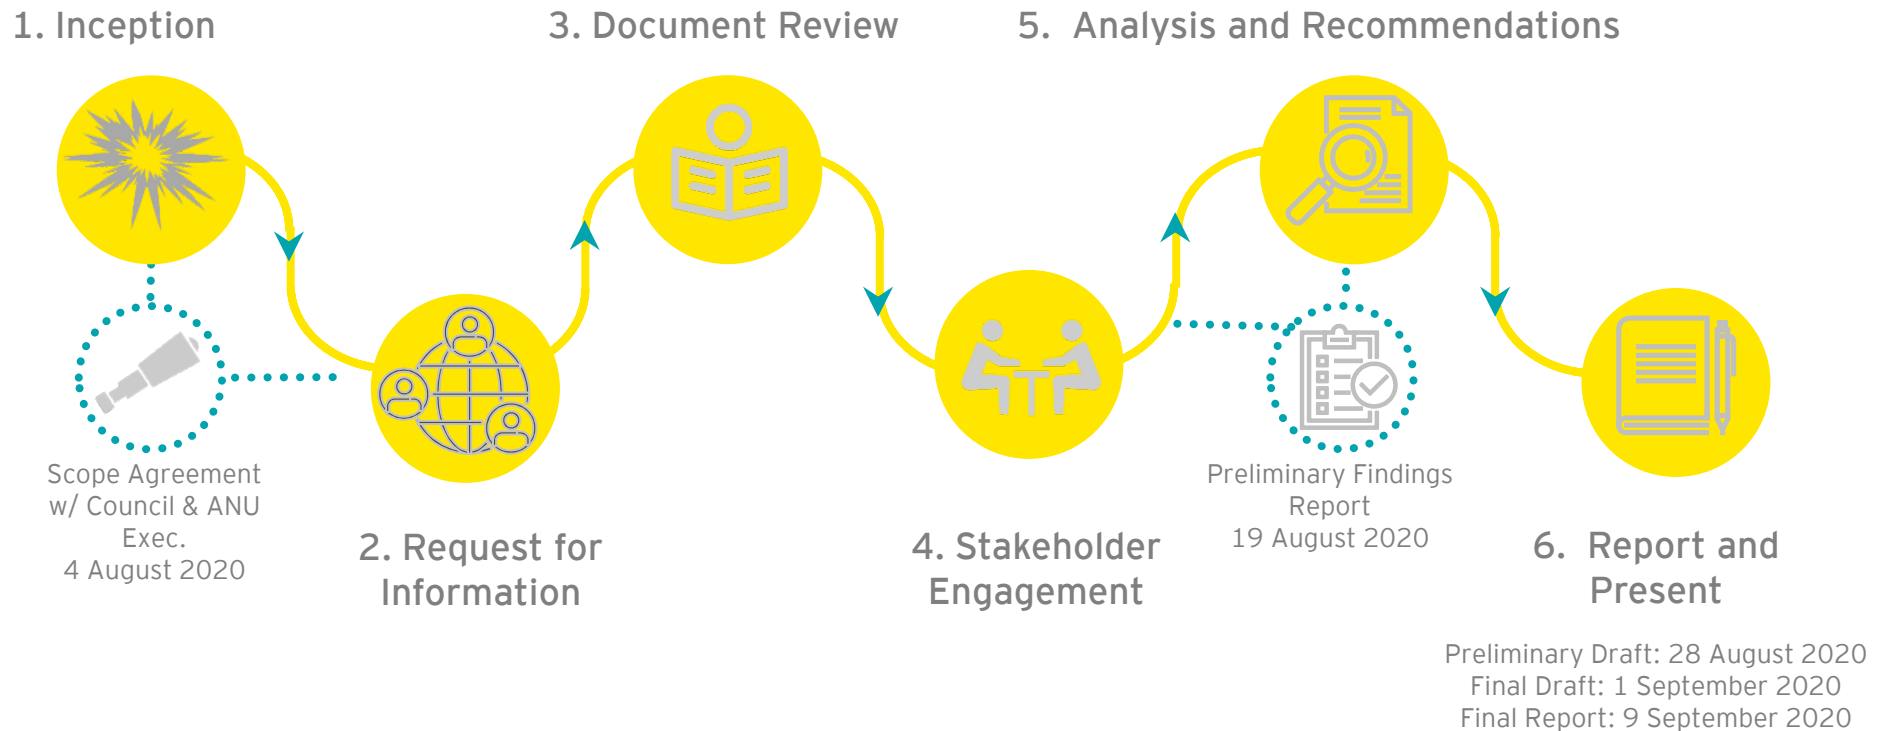 1. Inception
3. Document Review
5. Analysis and Recommendations
Scope Agreement
w/ Council & ANU
Exec.
4 August 2020
2. Request for
Information
4. Stakeholder
Engagement
Preliminary Findings
Report
19 August 2020
6. Report and
Present
Preliminary Draft: 28 August 2020
Final Draft: 1 September 2020
Final Report: 9 September 2020